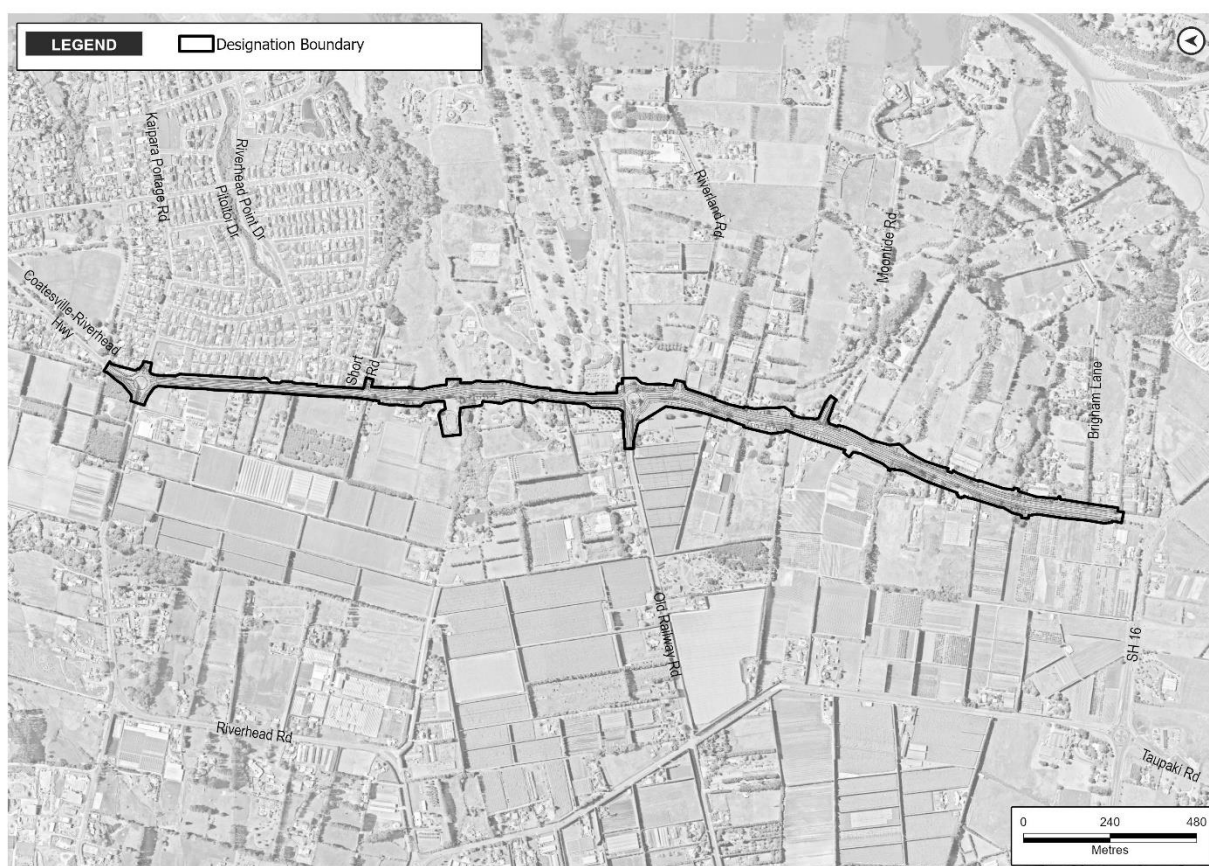 LEGEND
Designation Boundary
Kaipara Portage Rd
Riverhead Point Dr
Pitoitoi Dr
Riverland Rd
Moontide Rd
Coatesville-Riverhead
Hwy
Short
Rd
Brigham Lane
Old Railway Rd
SH 16
Riverhead Rd
Taupaki Rd
0 240 480
Metres